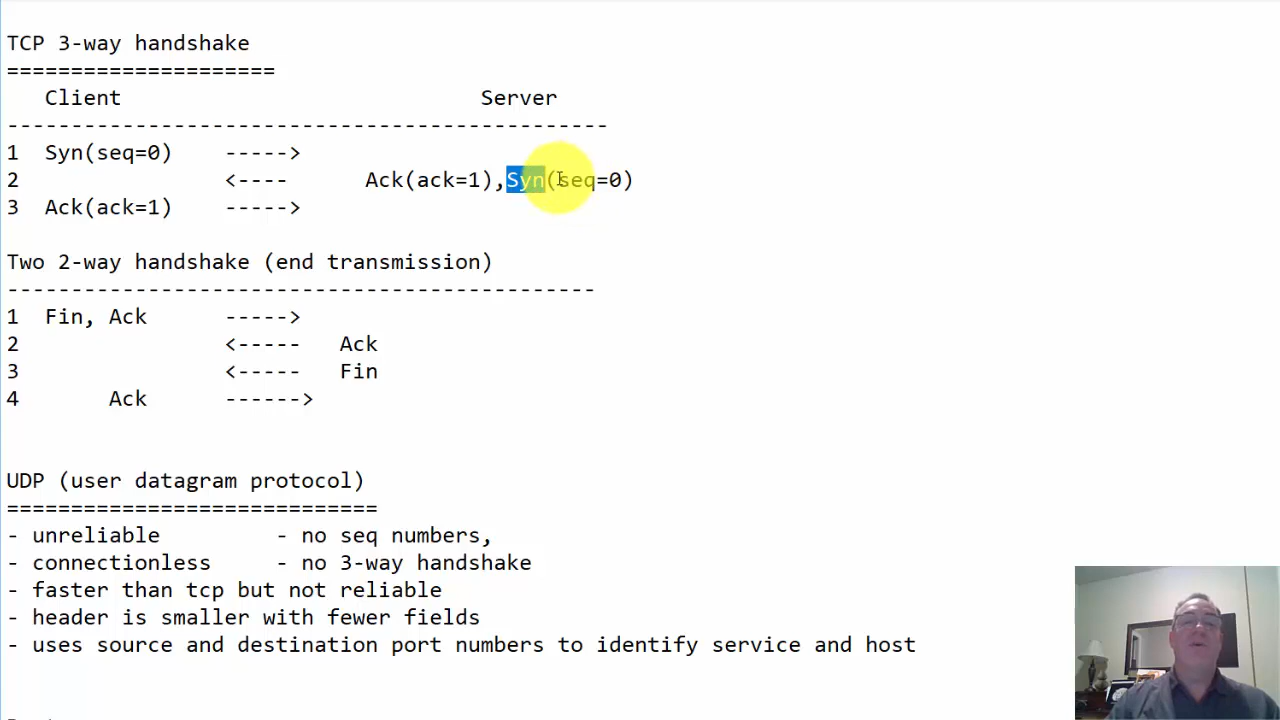 TCP 3-way handshake
=====================
Client Server
-----------------------------------------------
1 Syn(seq=0) ----->
2 <---- Ack(ack=1),Syn(seq=0)
3 Ack(ack=1) ----->
Two 2-way handshake (end transmission)
----------------------------------------------
1 Fin, Ack ----->
2 <----- Ack
3 <----- Fin
4 Ack ------>
UDP (user datagram protocol)
=============================
- unreliable - no seq numbers,
- connectionless - no 3-way handshake
- faster than tcp but not reliable
- header is smaller with fewer fields
- uses source and destination port numbers to identify service and host